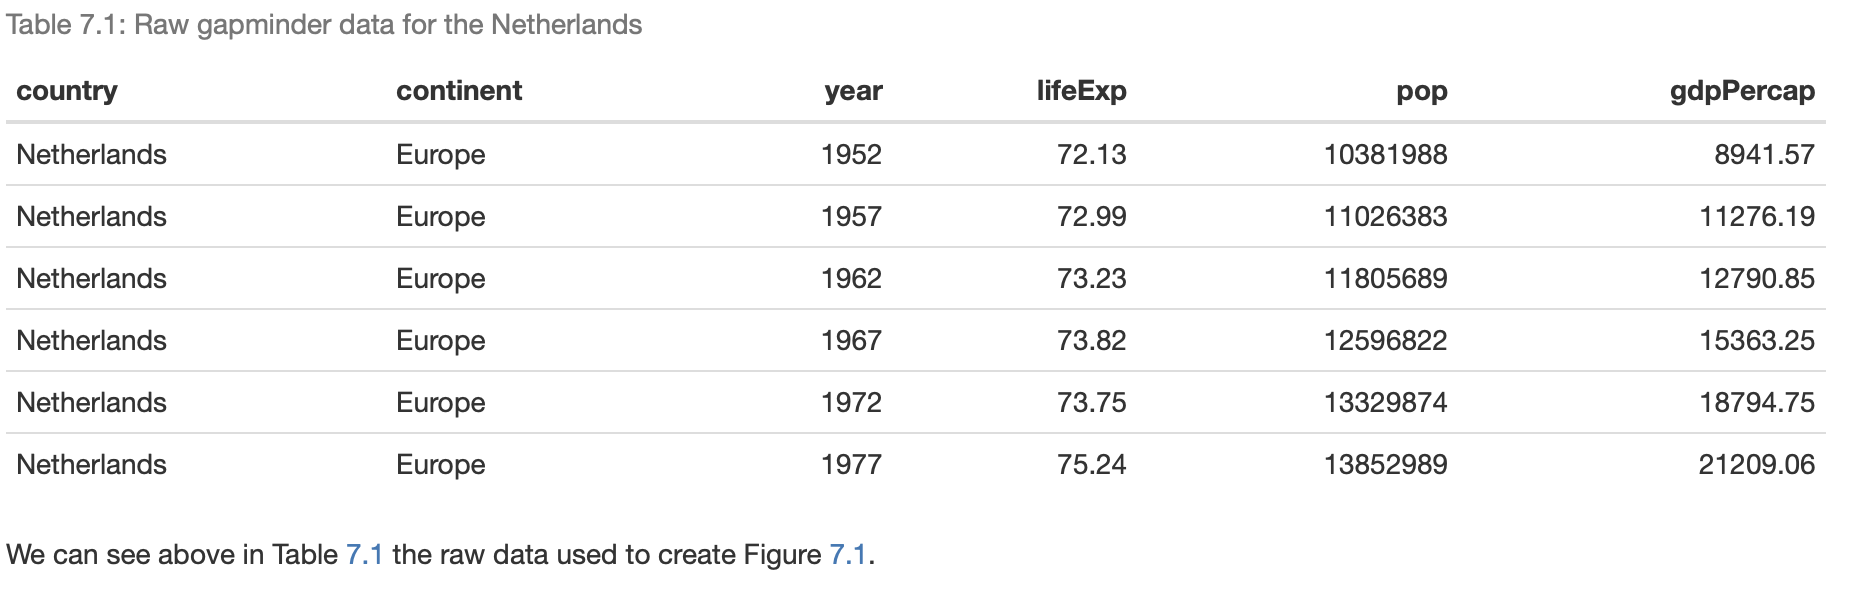 Table 7.1: Raw gapminder data for the Netherlands
country continent year lifeExp pop gdpPercap
Netherlands Europe 1952 72.13 10381988 8941.57
Netherlands Europe 1957 72.99 11026383 11276.19
Netherlands Europe 1962 73.23 11805689 12790.85
Netherlands Europe 1967 73.82 12596822 15363.25
Netherlands Europe 1972 73.75 13329874 18794.75
Netherlands Europe 1977 75.24 13852989 21209.06
We can see above in Table 7.1 the raw data used to create Figure 7.1.